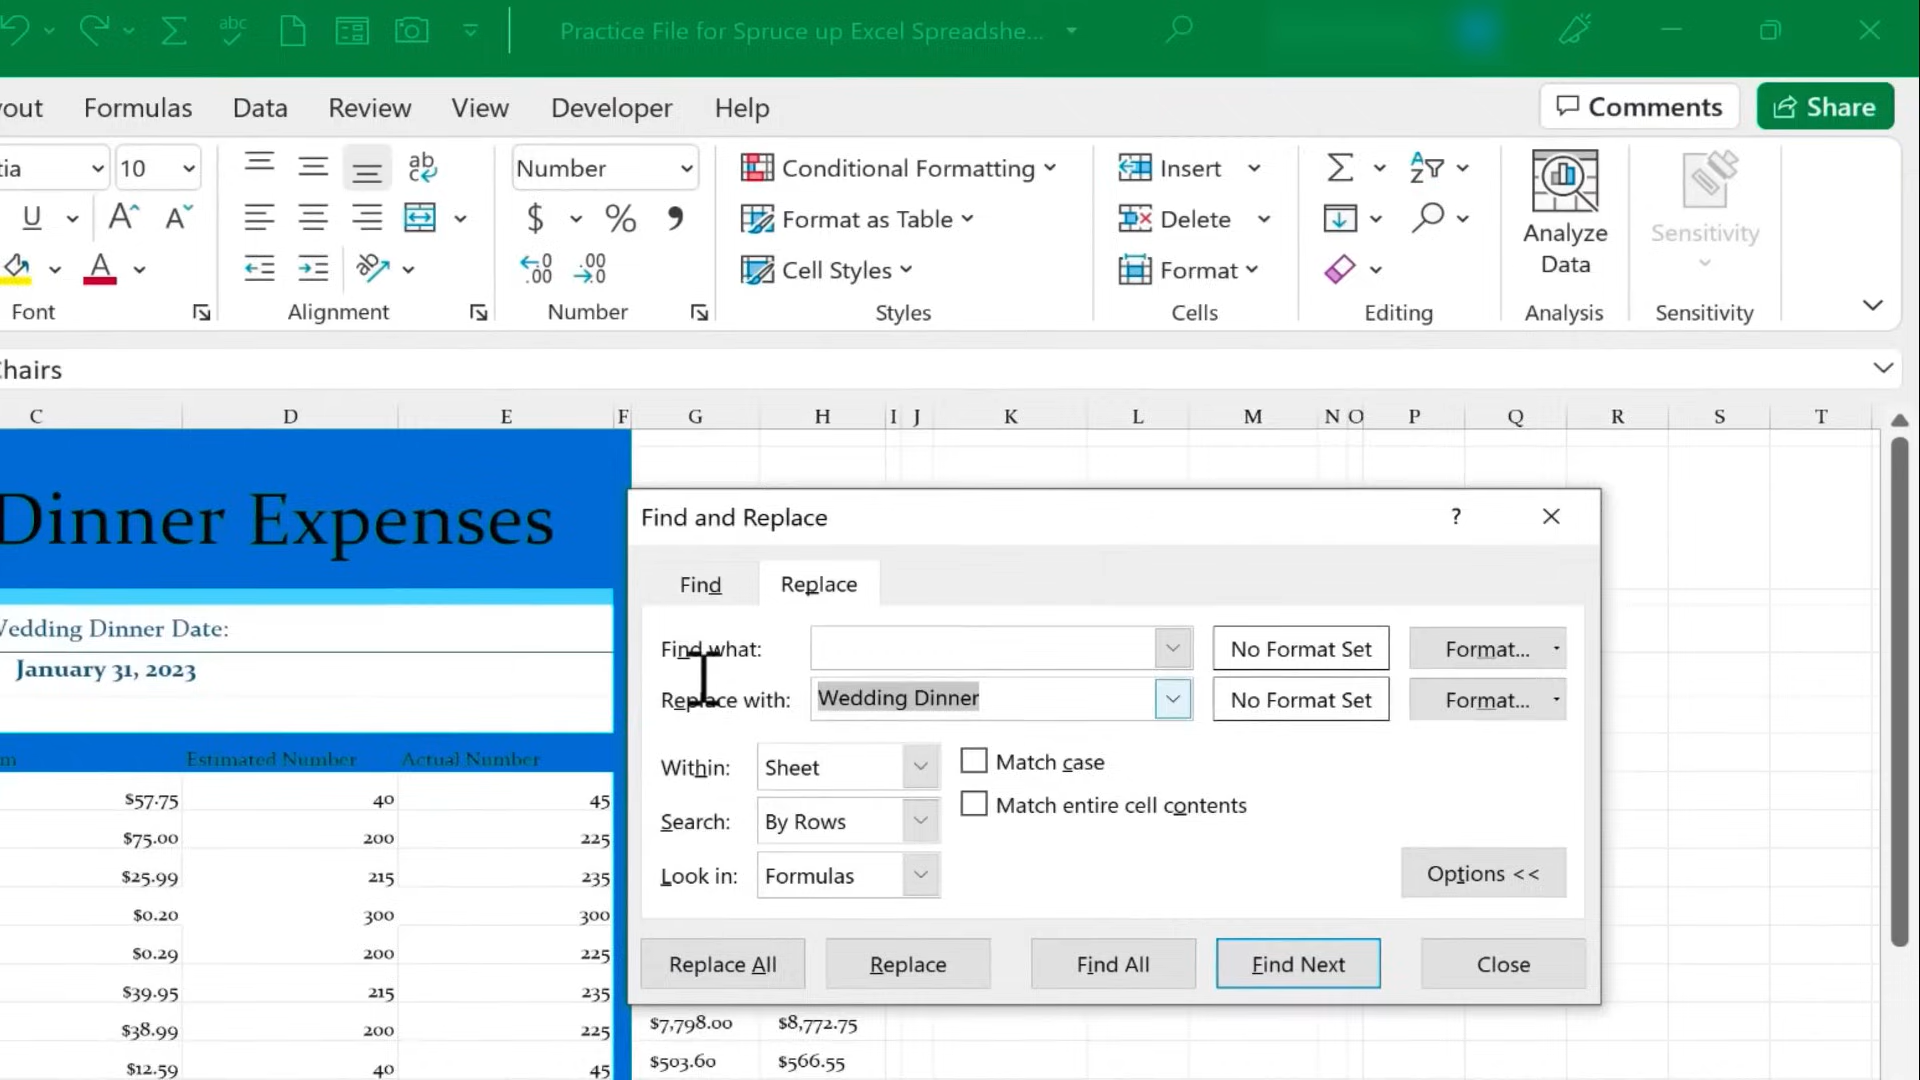 abc
Practice File for Spruce up Excel Spreadshe...
out
Formulas
Data
Review
View
Developer
Help
Comments
Share
tia
10
ab
c
Number
Conditional Formatting
Insert
U
A
A
$
%
,
Format as Table
Delete
A
Cell Styles
Format
Analyze
Data
Sensitivity
Font
Alignment
Number
Styles
Cells
Editing
Analysis
Sensitivity
Chairs
C D E F G H I J K L M N O P Q R S T
Dinner Expenses
Wedding Dinner Date:
January 31, 2023
m Estimated Number Actual Number
$57.75 40 45
$75.00 200 225
$25.99 215 235
$0.20 300 300
$0.29 200 225
$39.95 215 235
$38.99 200 225 $7,798.00 $8,772.75
$12.59 40 45 $503.60 $566.55
Find and Replace
?
Find
Replace
Find what:
No Format Set
Format...
Replace with:
Wedding Dinner
No Format Set
Format...
Within:
Sheet
Match case
Match entire cell contents
Search:
By Rows
Look in:
Formulas
Options <<
Replace All
Replace
Find All
Find Next
Close